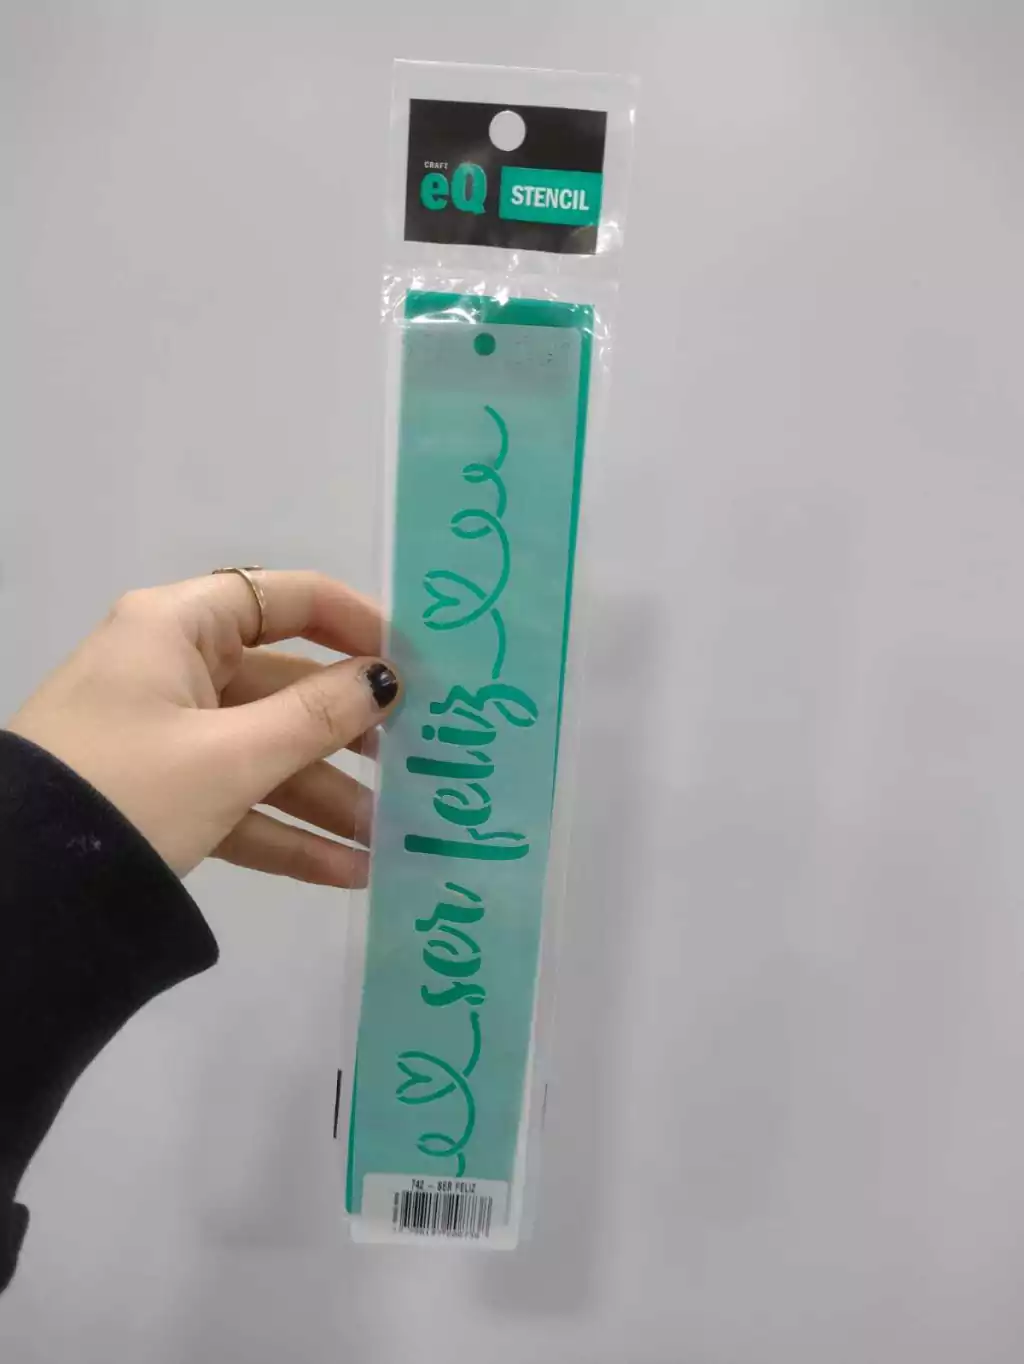 CRAFT
eQ
STENCIL
ser feliz
742 - SER FELIZ